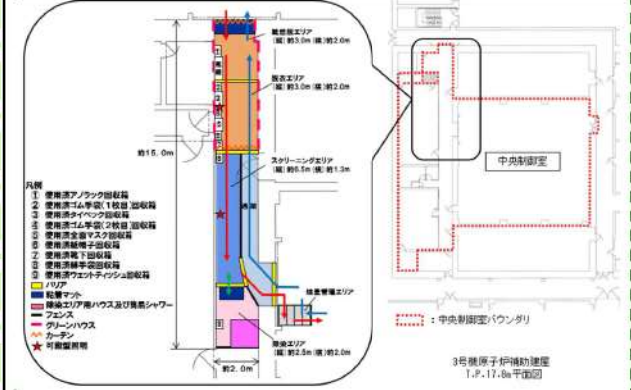 靴着脱エリア
(縦)約3.0m (横)約2.0m
脱衣エリア
(縦)約3.0m (横)約2.0m
約15.0m
スクリーニングエリア
(縦)約6.5m (横)約1.3m
中央制御室
凡例
① 使用済アノラック回収箱
② 使用済ゴム手袋(1枚目)回収箱
③ 使用済タイベック回収箱
④ 使用済ゴム手袋(2枚目)回収箱
⑤ 使用済全面マスク回収箱
⑥ 使用済紙帽子回収箱
⑦ 使用済靴下回収箱
⑧ 使用済綿手袋回収箱
⑨ 使用済ウェットティッシュ回収箱
バリア
粘着マット
除染エリア用ハウス及び簡易シャワー
フェンス
グリーンハウス
カーテン
可搬型照明
放管管理エリア
除染エリア
(縦)約2.5m (横)約2.0m
約2.0m
:中央制御室バウンダリ
3号機原子炉補助建屋
T.P.17.8m平面図